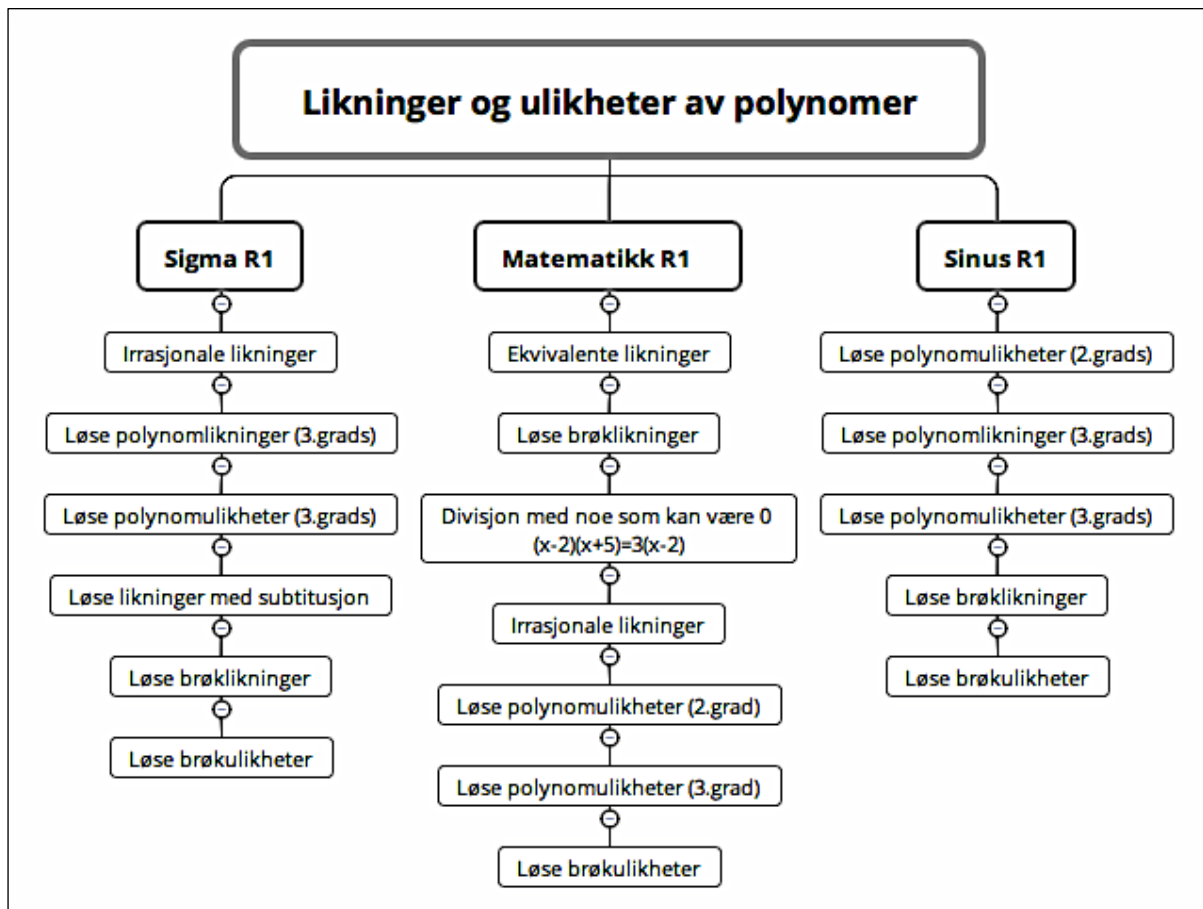 Likninger og ulikheter av polynomer
Sigma R1
Irrasjonale likninger
Løse polynomlikninger (3.grads)
Løse polynomulikheter (3.grads)
Løse likninger med subtitusjon
Løse brøklikninger
Løse brøkulikheter
Matematikk R1
Ekvivalente likninger
Løse brøklikninger
Divisjon med noe som kan være 0
(x-2)(x+5)=3(x-2)
Irrasjonale likninger
Løse polynomulikheter (2.grad)
Løse polynomulikheter (3.grad)
Løse brøkulikheter
Sinus R1
Løse polynomulikheter (2.grads)
Løse polynomlikninger (3.grads)
Løse polynomulikheter (3.grads)
Løse brøklikninger
Løse brøkulikheter